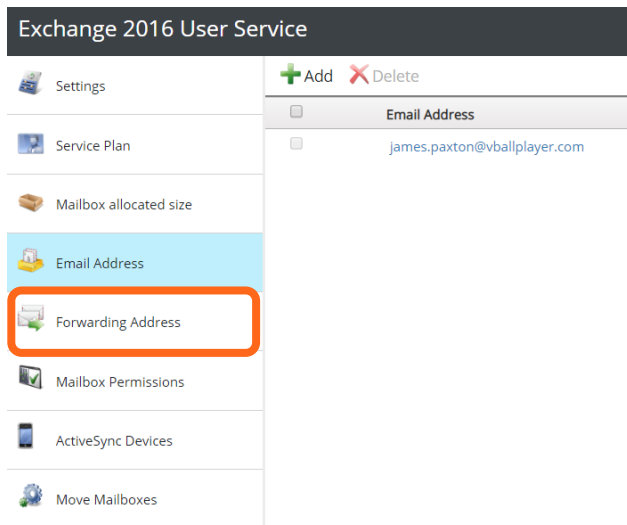 Exchange 2016 User Service
Settings
Service Plan
Mailbox allocated size
Email Address
Forwarding Address
Mailbox Permissions
ActiveSync Devices
Move Mailboxes
Add Delete
Email Address
james.paxton@vballplayer.com